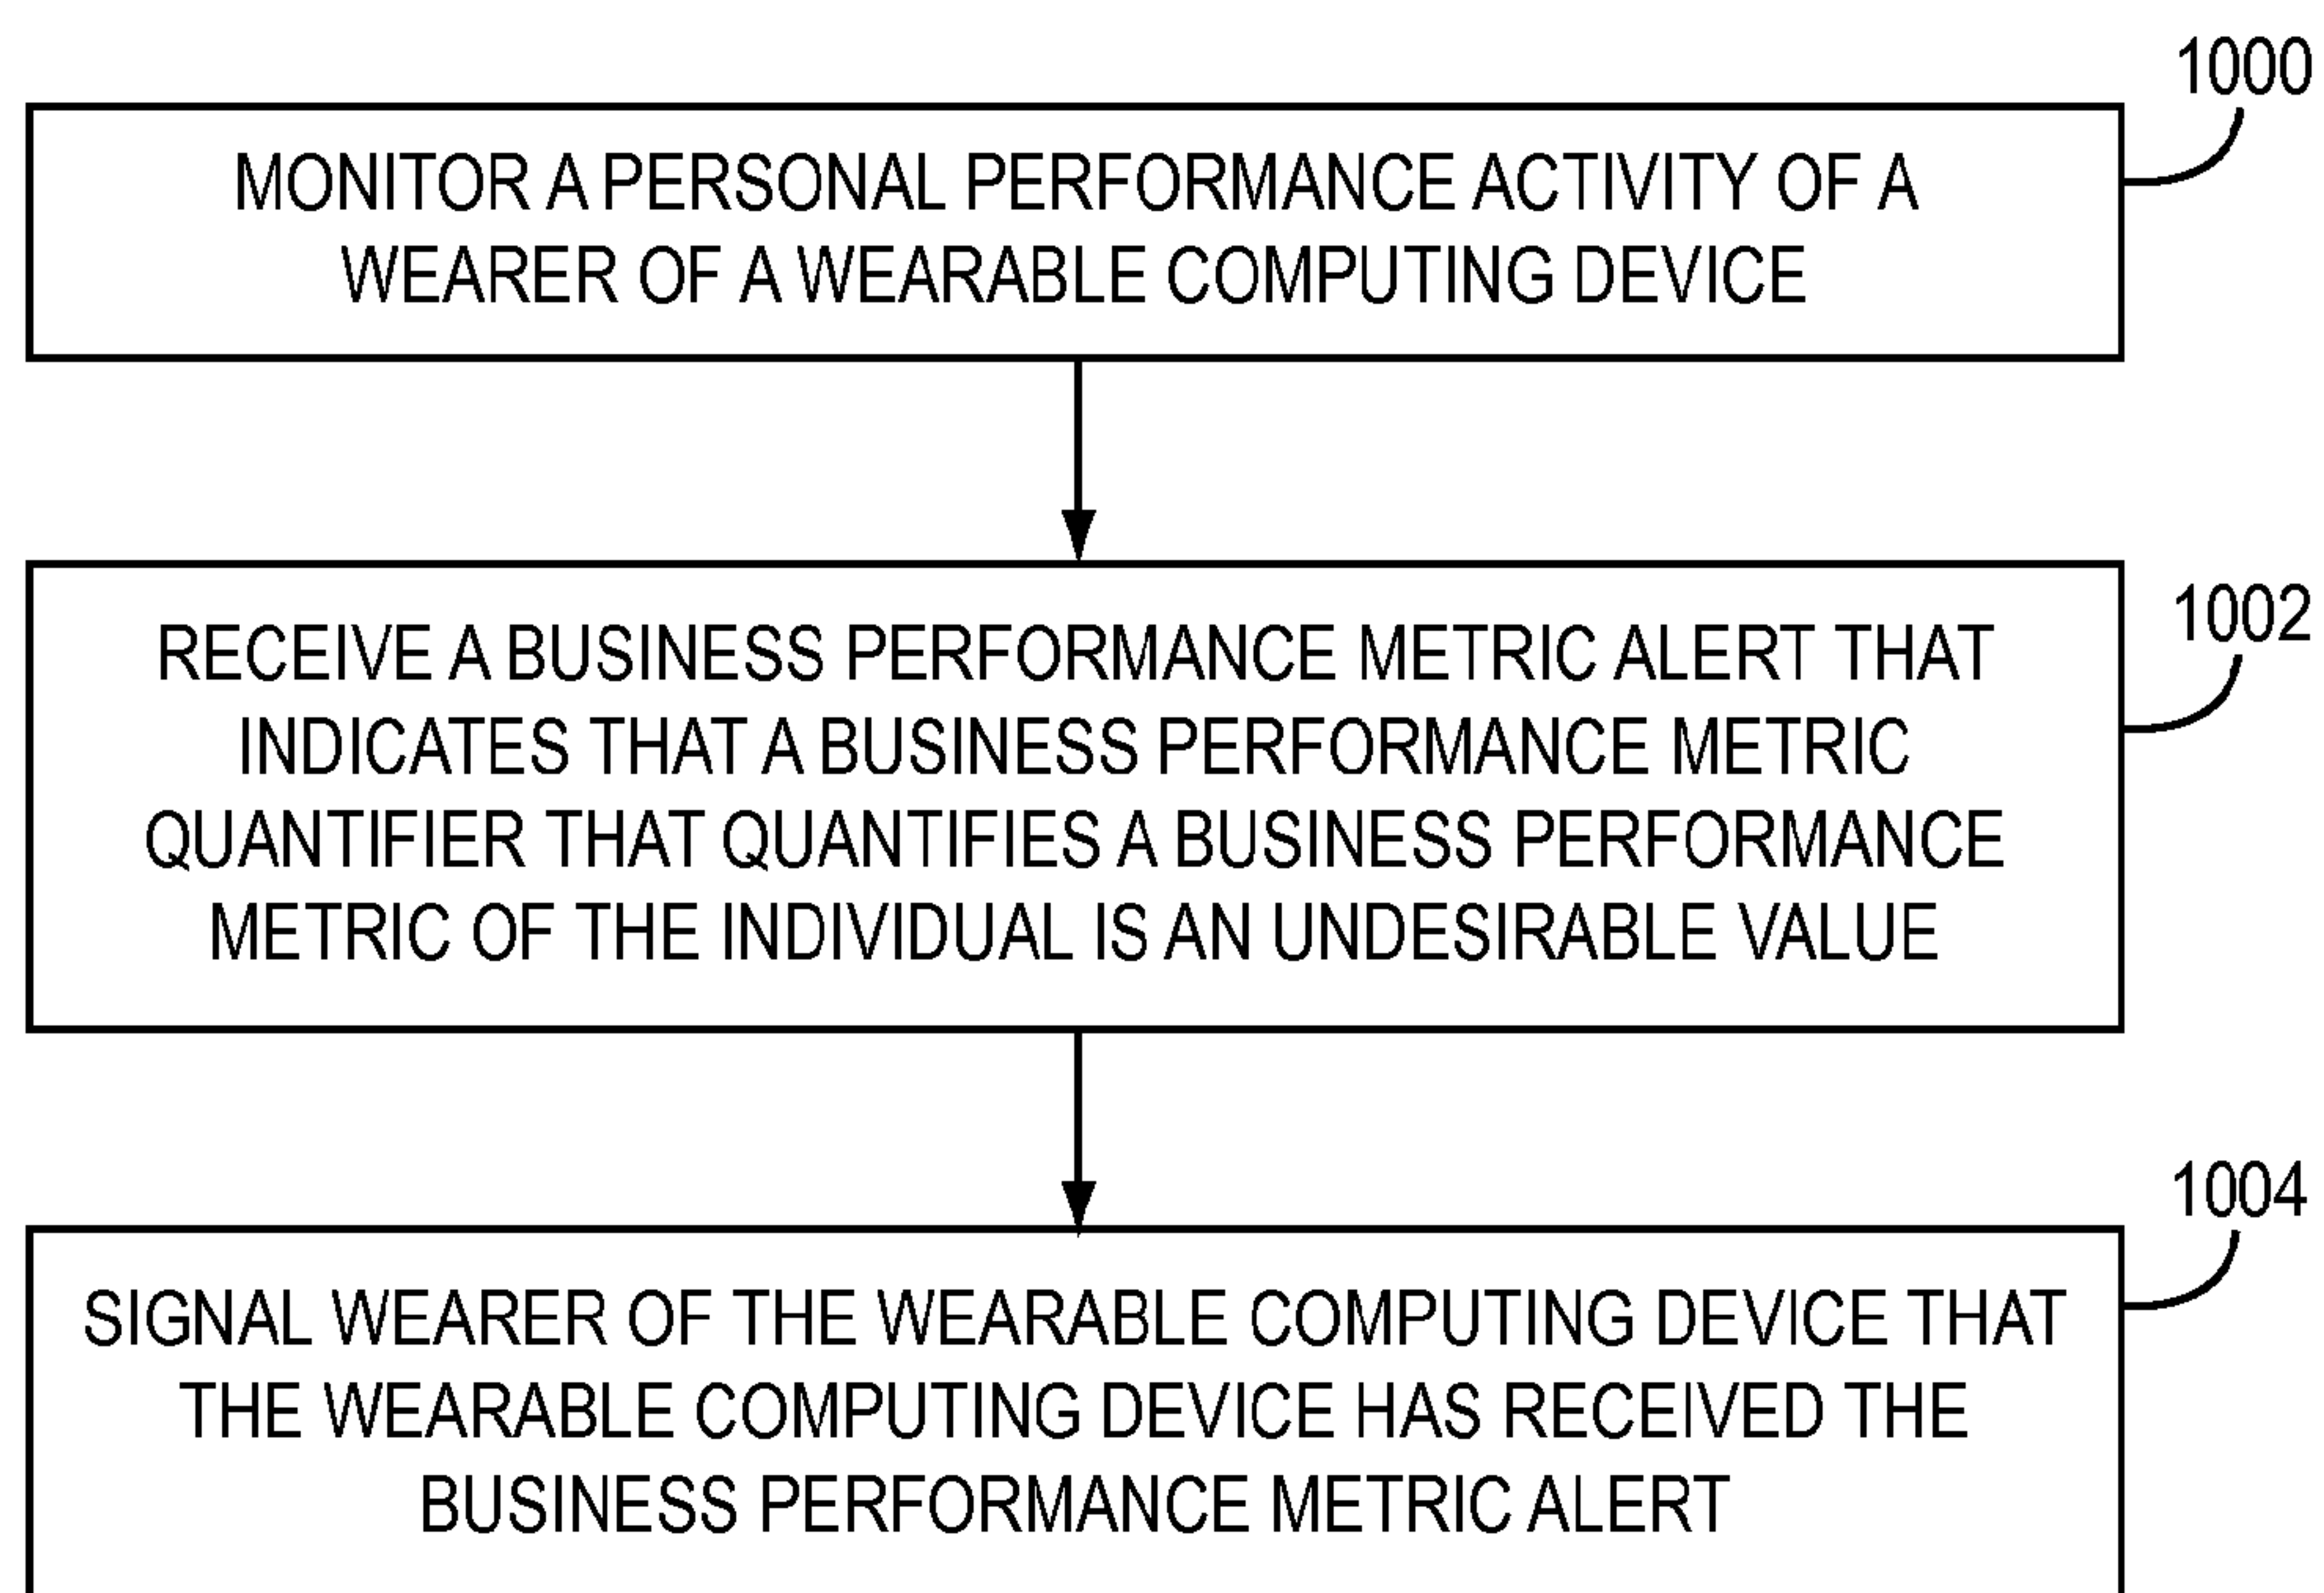 1000
MONITOR A PERSONAL PERFORMANCE ACTIVITY OF A
WEARER OF A WEARABLE COMPUTING DEVICE
1002
RECEIVE A BUSINESS PERFORMANCE METRIC ALERT THAT
INDICATES THAT A BUSINESS PERFORMANCE METRIC
QUANTIFIER THAT QUANTIFIES A BUSINESS PERFORMANCE
METRIC OF THE INDIVIDUAL IS AN UNDESIRABLE VALUE
1004
SIGNAL WEARER OF THE WEARABLE COMPUTING DEVICE THAT
THE WEARABLE COMPUTING DEVICE HAS RECEIVED THE
BUSINESS PERFORMANCE METRIC ALERT